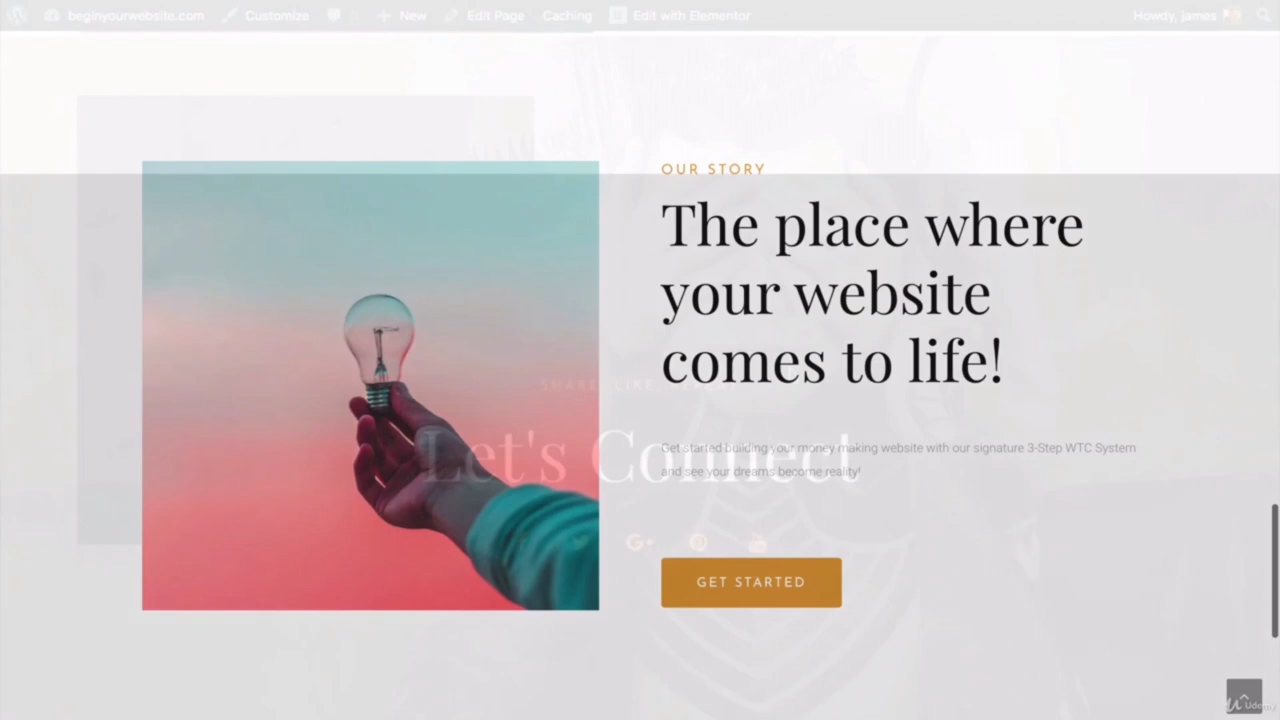 beginyourwebsite.com Customize New Edit Page Caching Edit with Elementor Howdy, James
OUR STORY
The place where
your website
comes to life!
Let's Connect
Get started building your money making website with our signature 3-Step WTC System
and see your dreams become reality!
G+
GET STARTED
Udemy